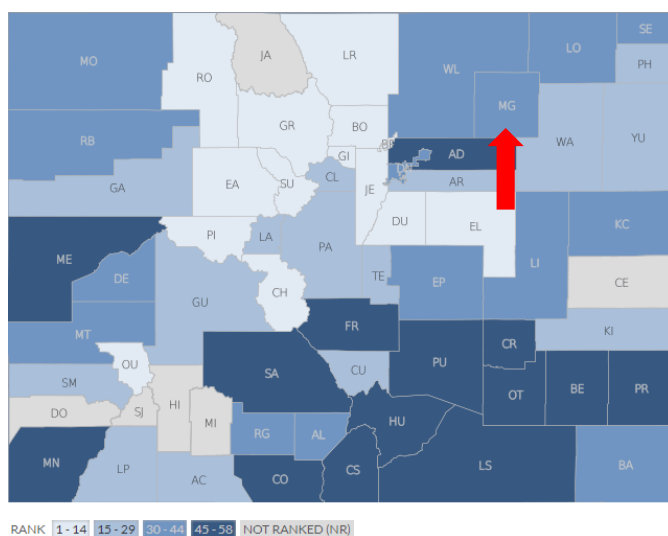 SE
MO
JA
LR
LO
WL
PH
RO
MG
GR
BO
RB
WA
YU
GI
AD
CL
EA
SU
AR
GA
JE
DU
EL
PI
LA
KC
PA
ME
LI
TE
DE
EP
CE
CH
GU
FR
KI
MT
CR
PU
OU
SA
CU
SM
OT
BE
PR
HI
DO
SJ
MI
HU
RG
AL
MN
LS
BA
LP
CS
AC
CO
RANK 1 - 14 15 - 29 30 - 44 45 - 58 NOT RANKED (NR)